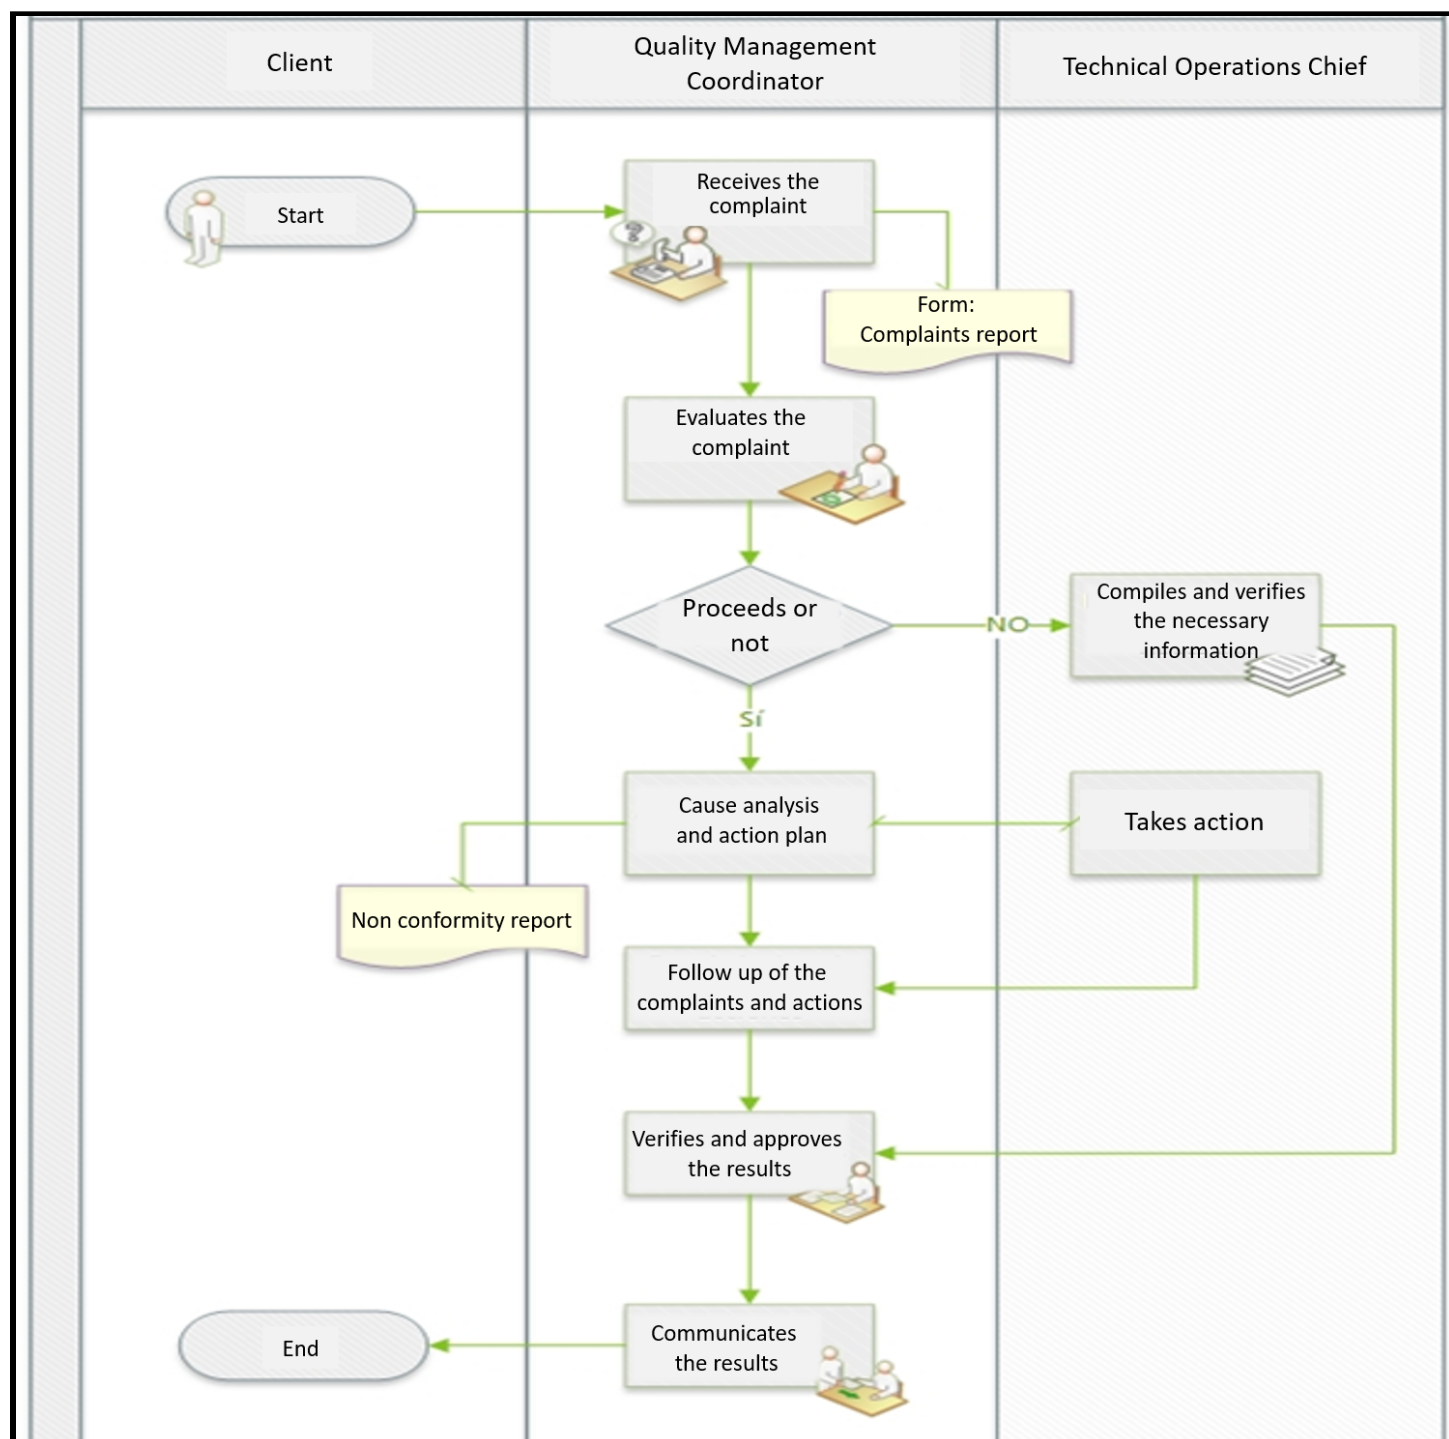 Client
Quality Management
Coordinator
Technical Operations Chief
Start
Receives the
complaint
?
Form:
Complaints report
Evaluates the
complaint
Proceeds or
not
NO
Compiles and verifies
the necessary
information
Sí
Cause analysis
and action plan
Takes action
Non conformity report
Follow up of the
complaints and actions
Verifies and approves
the results
Communicates
the results
End